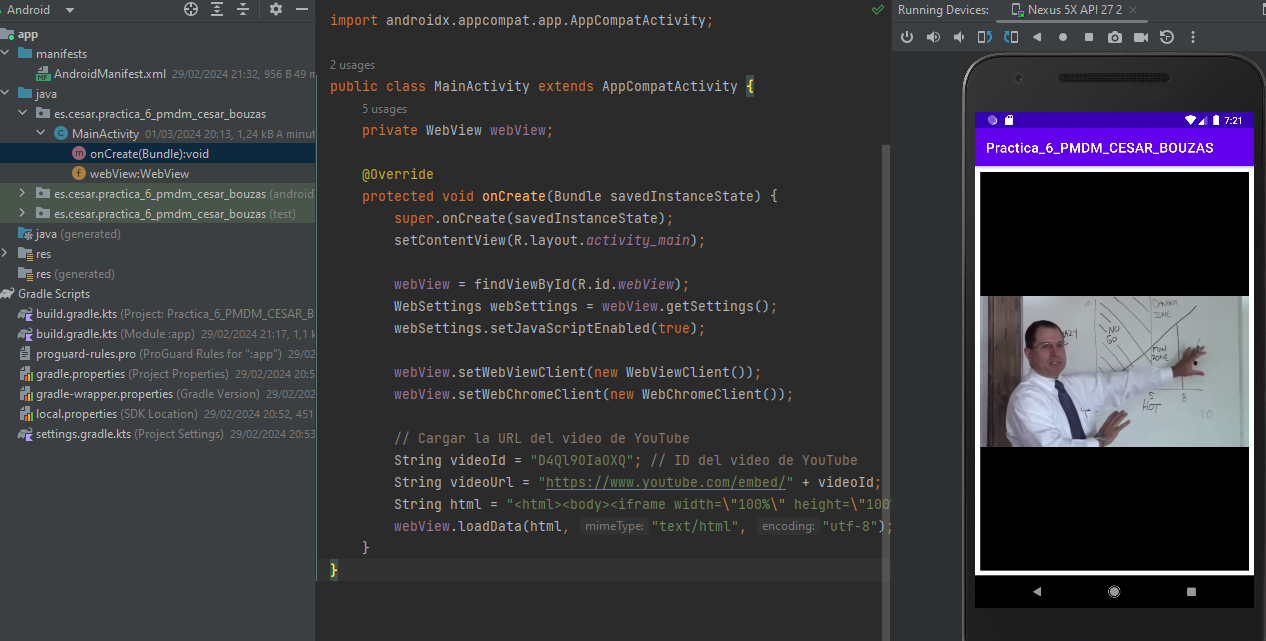 Android
app
manifests
AndroidManifest.xml 29/02/2024 21:32, 956 B 49 m
java
es.cesar.practica_6_pmdm_cesar_bouzas
MainActivity 01/03/2024 20:13, 1,24 kB A minut
onCreate(Bundle):void
webView:WebView
es.cesar.practica_6_pmdm_cesar_bouzas (android
es.cesar.practica_6_pmdm_cesar_bouzas (test)
java (generated)
res
res (generated)
Gradle Scripts
build.gradle.kts (Project: Practica_6_PMDM_CESAR_B
build.gradle.kts (Module :app) 29/02/2024 21:17, 1,1 k
proguard-rules.pro (ProGuard Rules for ":app") 29/02
gradle.properties (Project Properties) 29/02/2024 20:5
gradle-wrapper.properties (Gradle Version) 29/02/202
local.properties (SDK Location) 29/02/2024 20:52, 451
settings.gradle.kts (Project Settings) 29/02/2024 20:53
import androidx.appcompat.app.AppCompatActivity;
2 usages
public class MainActivity extends AppCompatActivity {
5 usages
private WebView webView;
@Override
protected void onCreate(Bundle savedInstanceState) {
super.onCreate(savedInstanceState);
setContentView(R.layout.activity_main);
webView = findViewById(R.id.webView);
WebSettings webSettings = webView.getSettings();
webSettings.setJavaScriptEnabled(true);
webView.setWebViewClient(new WebViewClient());
webView.setWebChromeClient(new WebChromeClient());
// Cargar la URL del video de YouTube
String videoId = "D4Ql9OIaOXQ"; // ID del video de YouTube
String videoUrl = "https://www.youtube.com/embed/" + videoId;
String html = "<html><body><iframe width=\"100%\" height=\"100
webView.loadData(html, mimeType: "text/html", encoding: "utf-8");
}
}
Running Devices:
Nexus 5X API 27 2
7:21
Practica_6_PMDM_CESAR_BOUZAS
DANGER
ZONE
NO
GO
FUN
ZONE
5
8
HOT
10